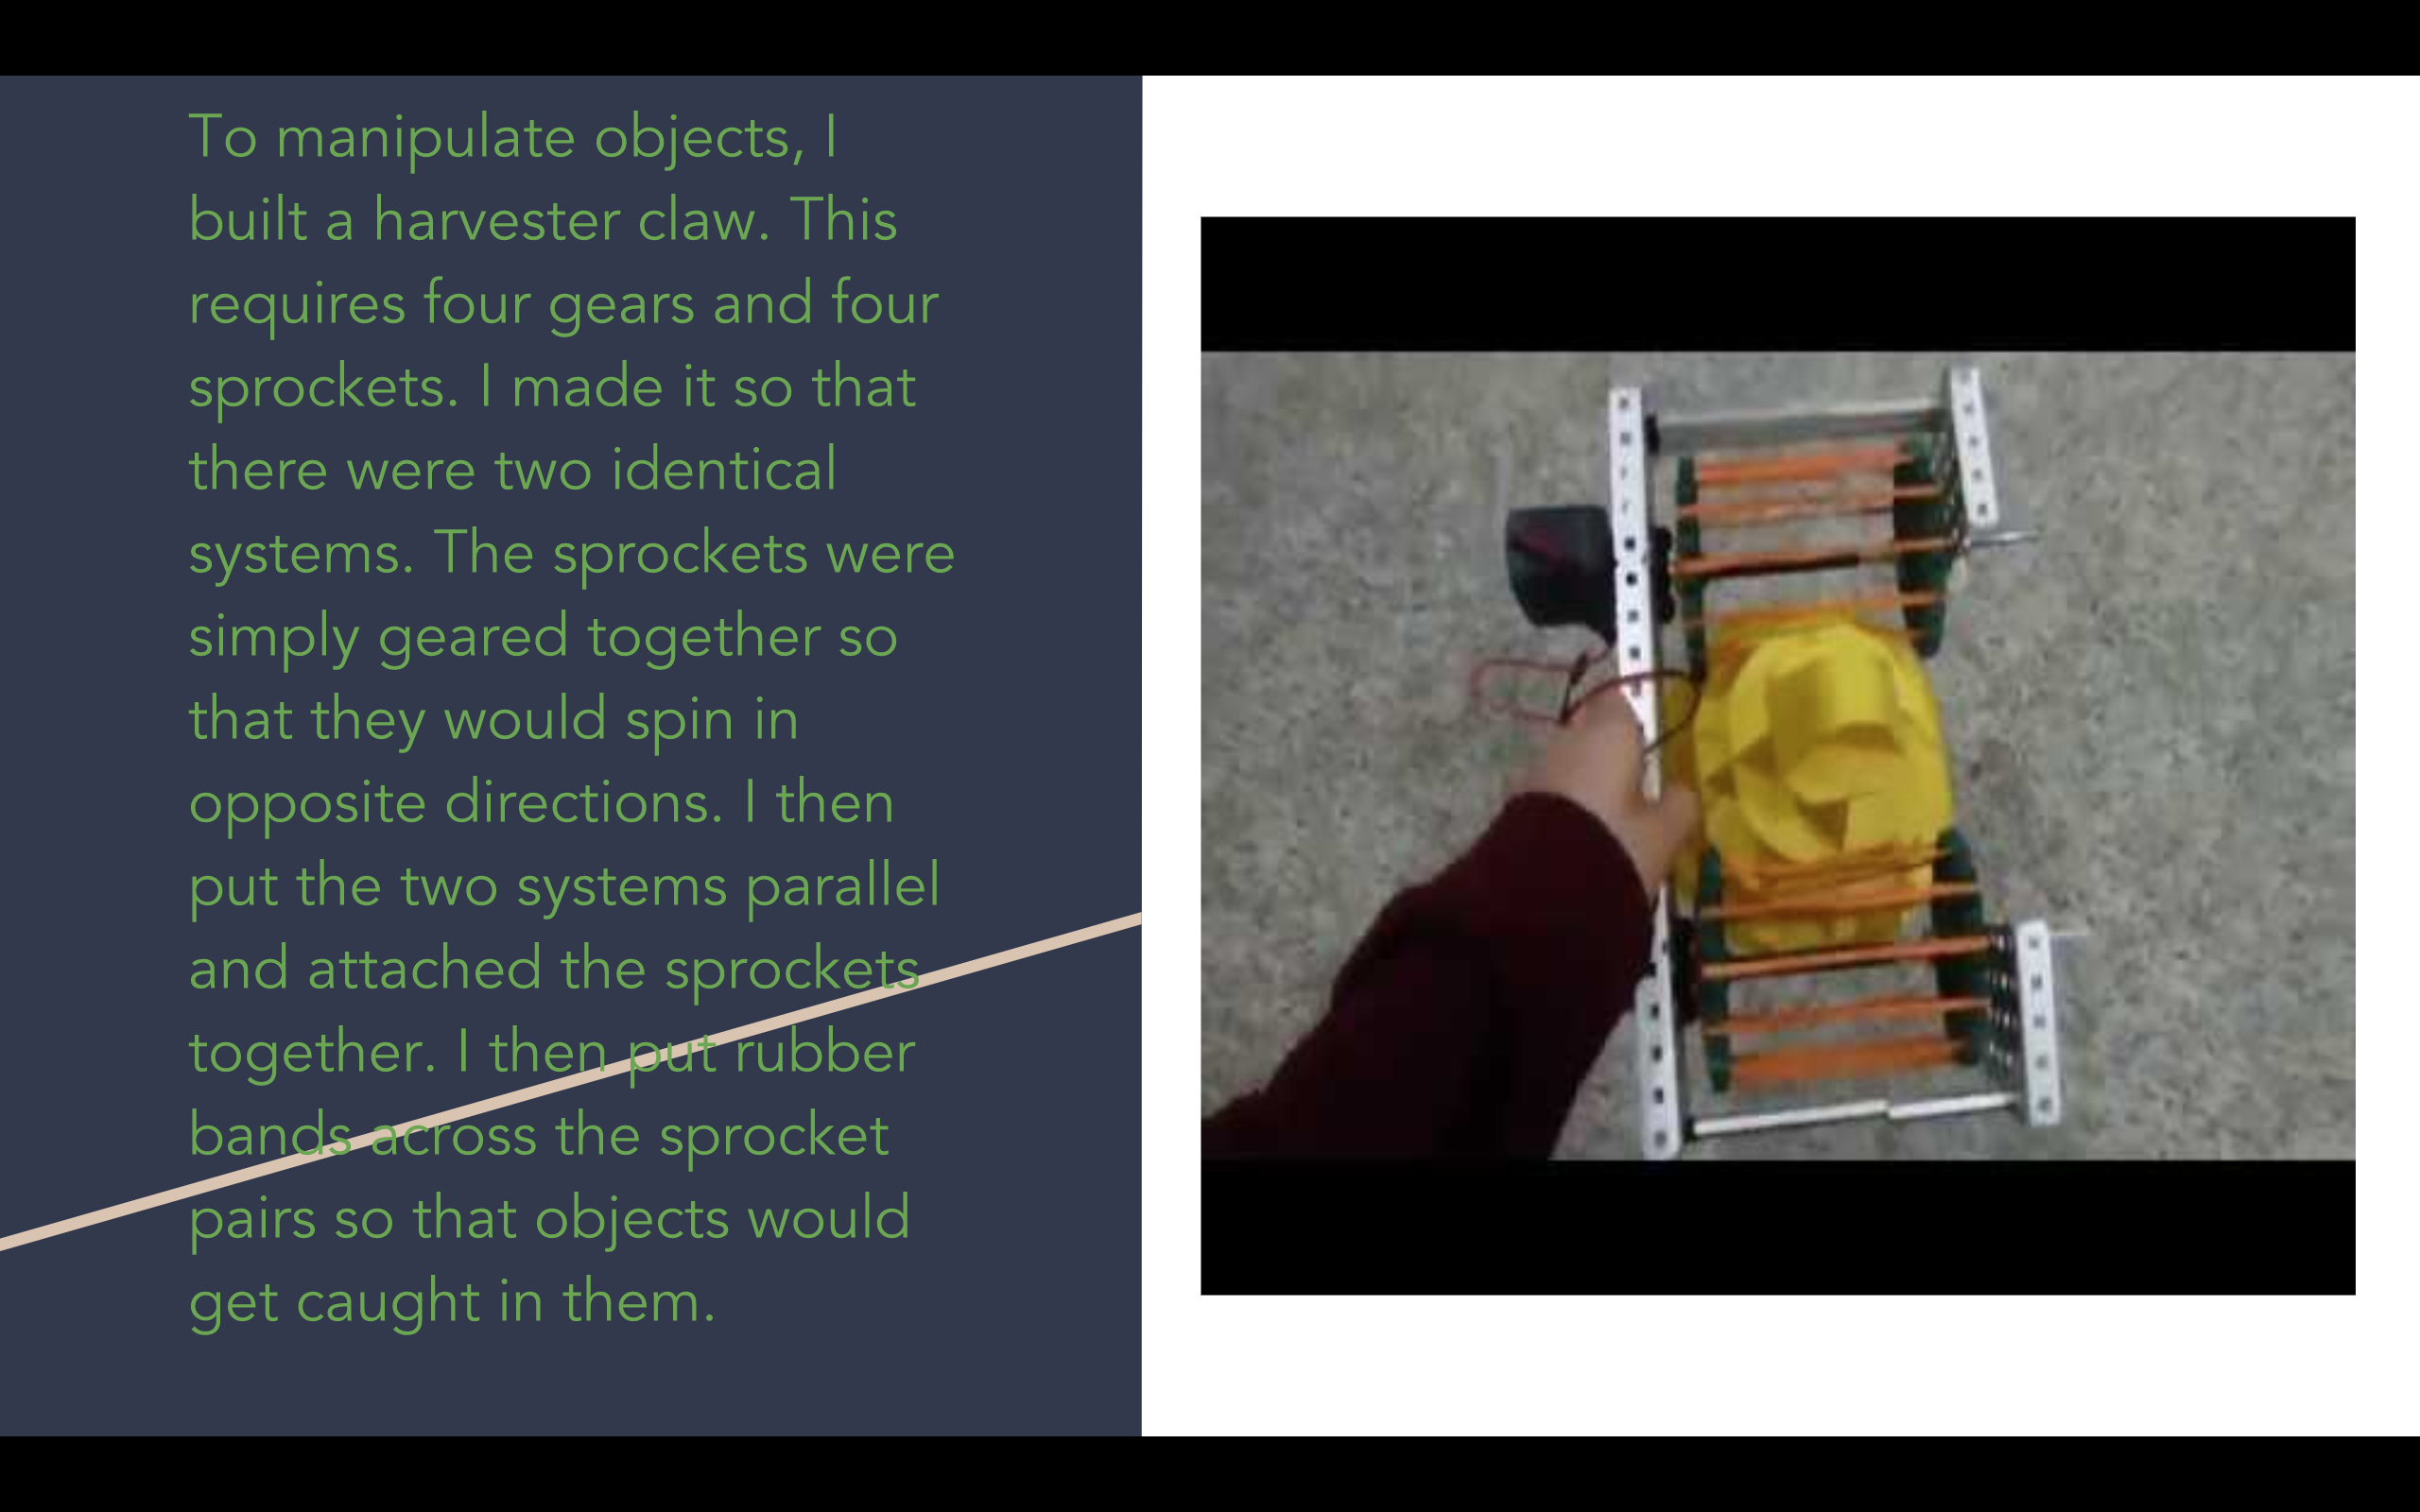 To manipulate objects, I
built a harvester claw. This
requires four gears and four
sprockets. I made it so that
there were two identical
systems. The sprockets were
simply geared together so
that they would spin in
opposite directions. I then
put the two systems parallel
and attached the sprockets
together. I then put rubber
bands across the sprocket
pairs so that objects would
get caught in them.